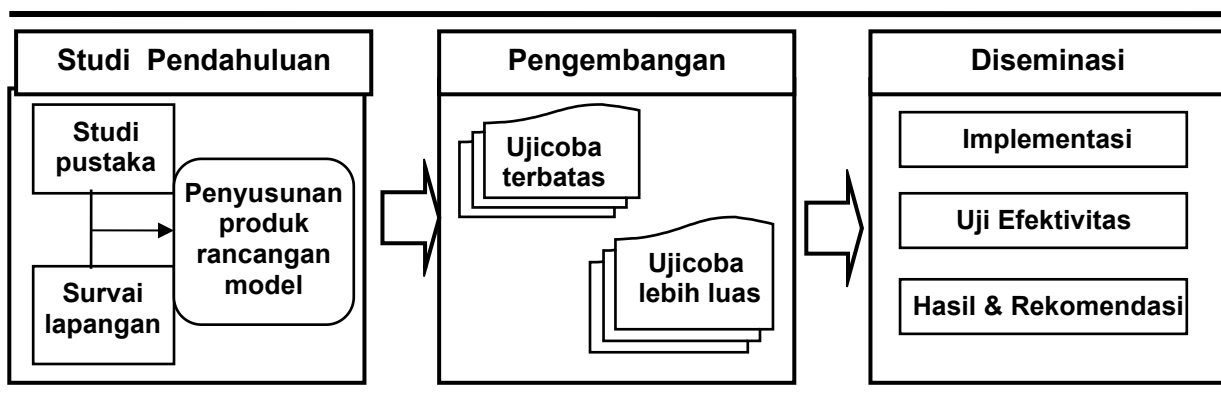 Studi Pendahuluan
Studi
pustaka
Survai
lapangan
Penyusunan
produk
rancangan
model
Pengembangan
Ujicoba
terbatas
Ujicoba
lebih luas
Diseminasi
Implementasi
Uji Efektivitas
Hasil & Rekomendasi